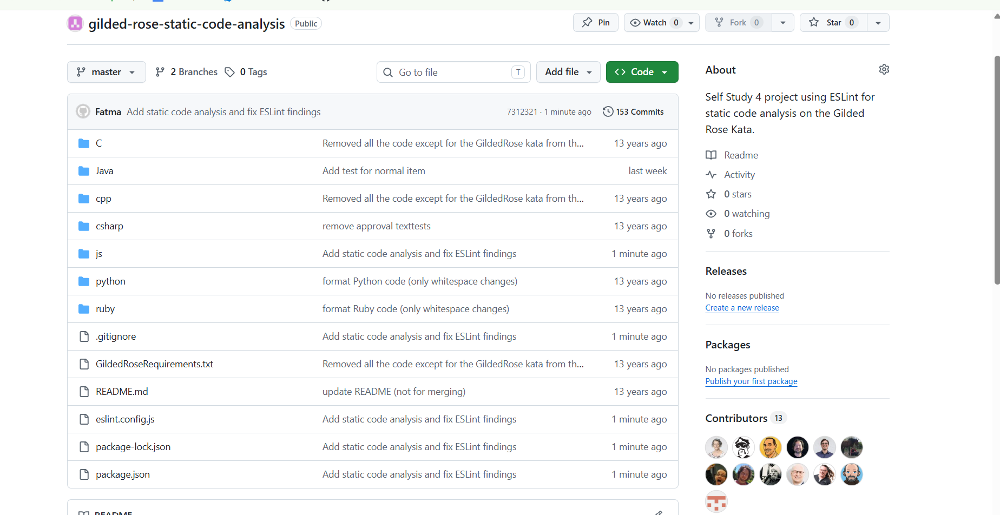 gilded-rose-static-code-analysis Public
Pin Watch 0 Fork 0 Star 0
master 2 Branches 0 Tags Go to file T Add file Code
Fatma Add static code analysis and fix ESLint findings 7312321 · 1 minute ago 153 Commits
C Removed all the code except for the GildedRose kata from th... 13 years ago
Java Add test for normal item last week
cpp Removed all the code except for the GildedRose kata from th... 13 years ago
csharp remove approval texttests 13 years ago
js Add static code analysis and fix ESLint findings 1 minute ago
python format Python code (only whitespace changes) 13 years ago
ruby format Ruby code (only whitespace changes) 13 years ago
.gitignore Add static code analysis and fix ESLint findings 1 minute ago
GildedRoseRequirements.txt Removed all the code except for the GildedRose kata from th... 13 years ago
README.md update README (not for merging) 13 years ago
eslint.config.js Add static code analysis and fix ESLint findings 1 minute ago
package-lock.json Add static code analysis and fix ESLint findings 1 minute ago
package.json Add static code analysis and fix ESLint findings 1 minute ago
README
About
Self Study 4 project using ESLint for
static code analysis on the Gilded
Rose Kata.
Readme
Activity
0 stars
0 watching
0 forks
Releases
No releases published
Create a new release
Packages
No packages published
Publish your first package
Contributors 13